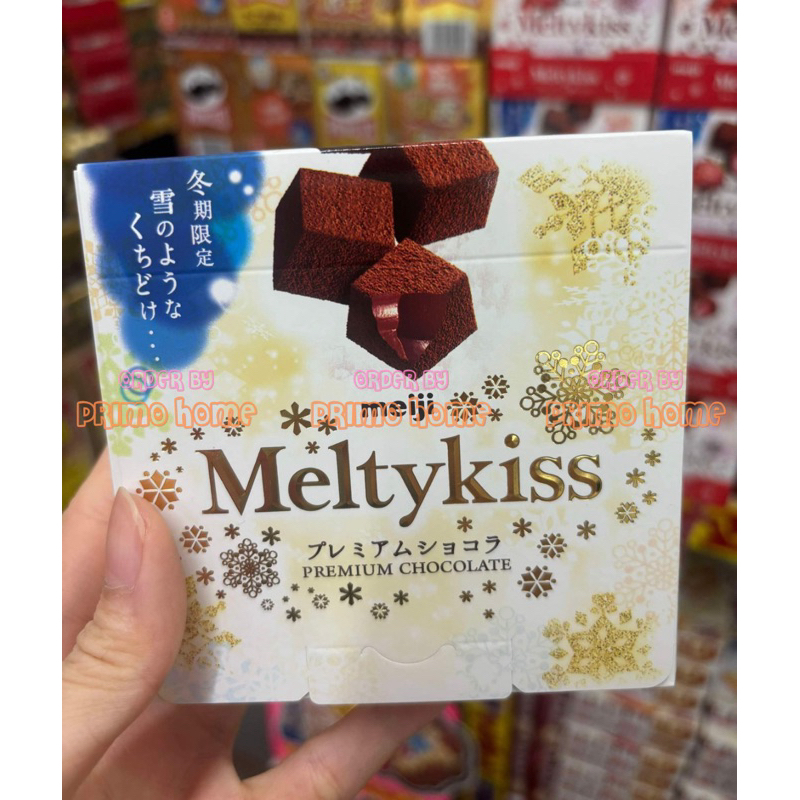 Meltykiss
冬期限定
雪のような
くちどけ...
ORDER BY ORDER BY ORDER BY
PRIMO HOME PRIMO HOME PRIMO HOME
meiji
Meltykiss
プレミアムショコラ
PREMIUM CHOCOLATE